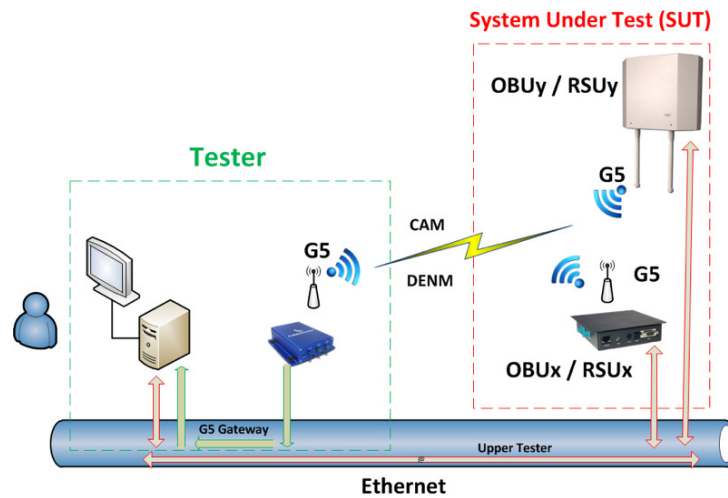 System Under Test (SUT)
OBUy / RSUy
Tester
G5
CAM
G5
DENM
G5
OBUx / RSUx
G5 Gateway
Upper Tester
Ethernet